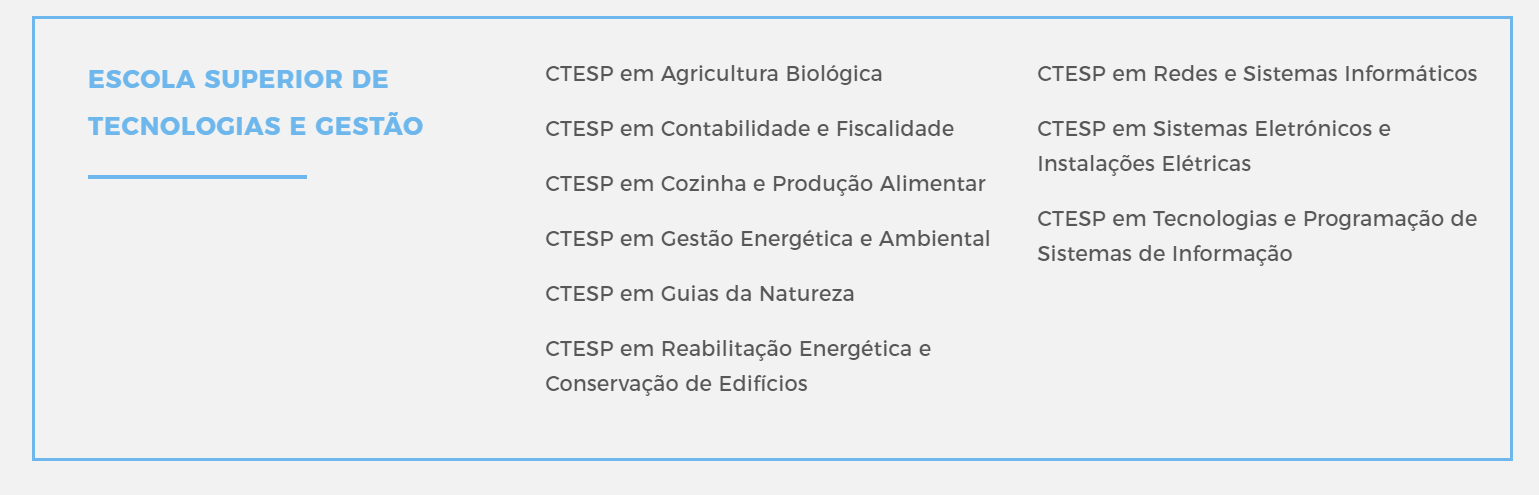 ESCOLA SUPERIOR DE
TECNOLOGIAS E GESTÃO
CTESP em Agricultura Biológica
CTESP em Contabilidade e Fiscalidade
CTESP em Cozinha e Produção Alimentar
CTESP em Gestão Energética e Ambiental
CTESP em Guias da Natureza
CTESP em Reabilitação Energética e
Conservação de Edifícios
CTESP em Redes e Sistemas Informáticos
CTESP em Sistemas Eletrónicos e
Instalações Elétricas
CTESP em Tecnologias e Programação de
Sistemas de Informação